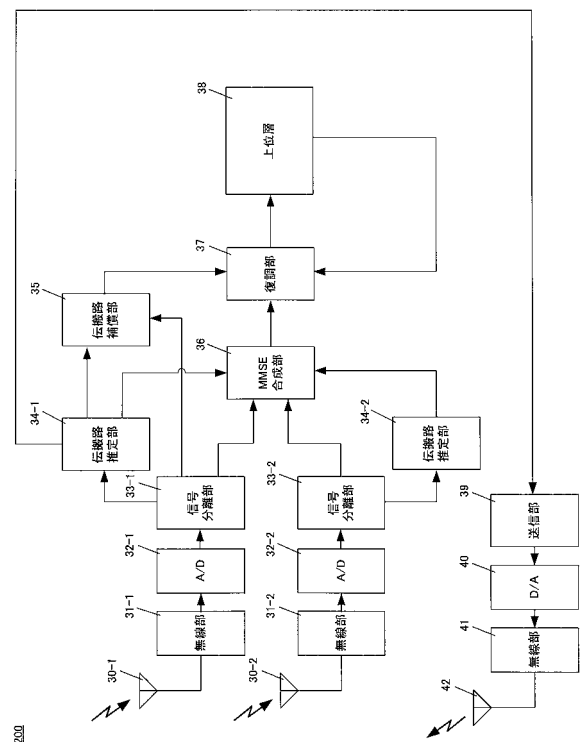 200
30-1
31-1
無線部
32-1
A/D
33-1
信号
分離部
34-1
伝搬路
推定部
35
伝搬路
補償部
36
MMSE
合成部
37
復調部
38
上位層
30-2
31-2
無線部
32-2
A/D
33-2
信号
分離部
34-2
伝搬路
推定部
39
送信部
40
D/A
41
無線部
42